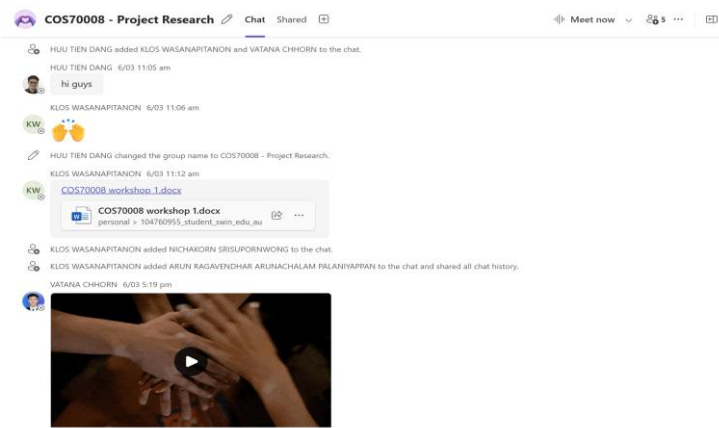 COS70008 - Project Research Chat Shared Meet now 5
HUU TIEN DANG added KLOS WASANAPITANON and VATANA CHHORN to the chat.
HUU TIEN DANG 6/03 11:05 am
hi guys
KLOS WASANAPITANON 6/03 11:06 am
KW
HUU TIEN DANG changed the group name to COS70008 - Project Research.
KLOS WASANAPITANON 6/03 11:12 am
KW
COS70008 workshop 1.docx
COS70008 workshop 1.docx
personal > 104760955_student_swin_edu_au
KLOS WASANAPITANON added NICHAKORN SRISUPORNWONG to the chat.
KLOS WASANAPITANON added ARUN RAGAVENDHAR ARUNACHALAM PALANIYAPPAN to the chat and shared all chat history.
VATANA CHHORN 6/03 5:19 pm